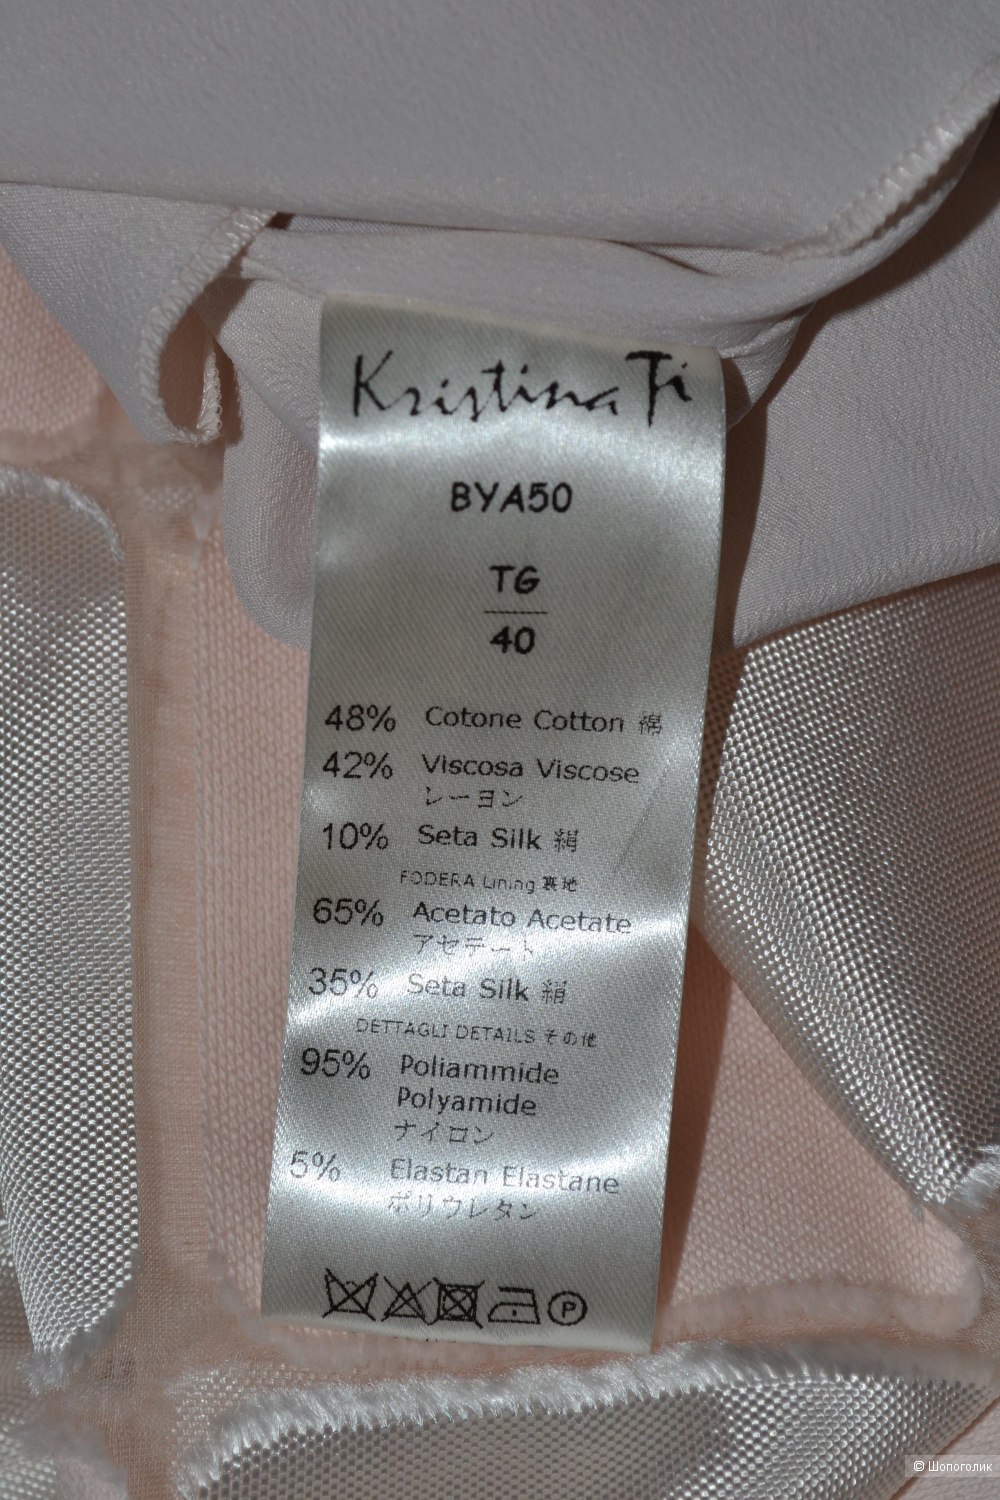 Kristina Ti
BYA50
TG
40
48% Cotone Cotton 綿
42% Viscosa Viscose
レーヨン
10% Seta Silk 絹
FODERA Lining 裏地
65% Acetato Acetate
アセテート
35% Seta Silk 絹
DETTAGLI DETAILS その他
95% Poliammide
Polyamide
ナイロン
5% Elastan Elastane
ポリウレタン
P
© Шопоголик